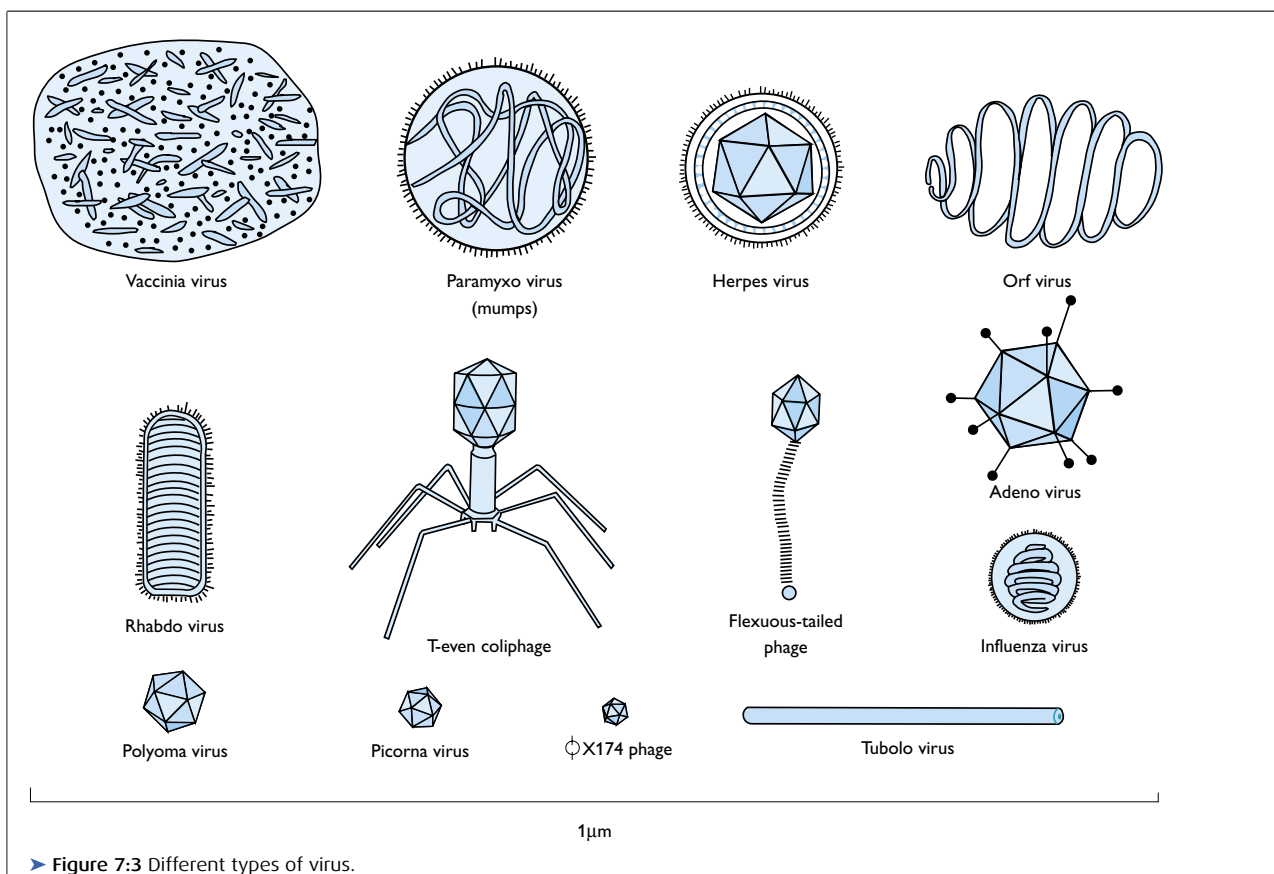 Vaccinia virus
Paramyxo virus
(mumps)
Herpes virus
Orf virus
Rhabdo virus
T-even coliphage
Flexuous-tailed
phage
Adeno virus
Influenza virus
Polyoma virus
Picorna virus
ϕX174 phage
Tubolo virus
1μm
➤ Figure 7:3 Different types of virus.